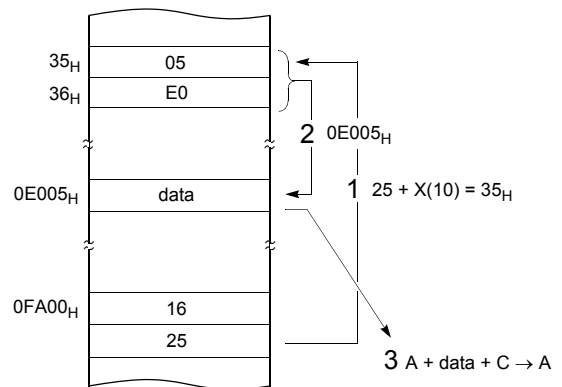 35H 05
36H E0
2 0E005H
0E005H data
1 25 + X(10) = 35H
0FA00H 16
25
3 A + data + C → A